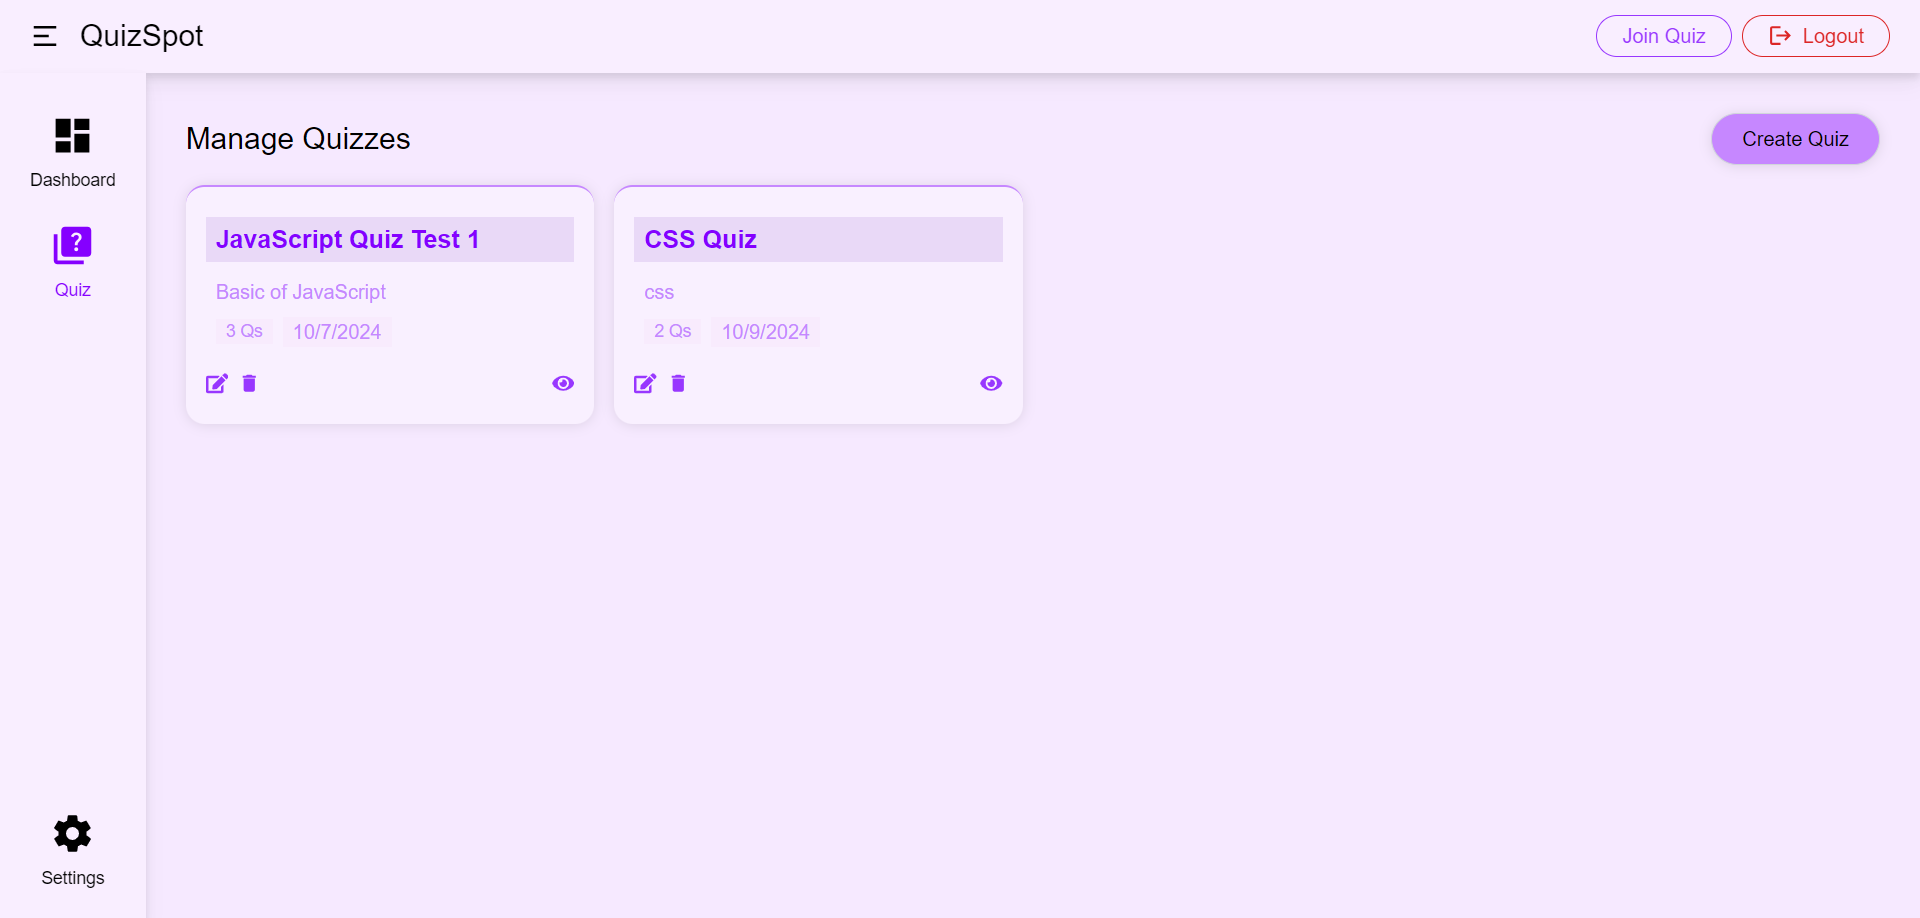 QuizSpot
Join Quiz
Logout
Dashboard
Quiz
Settings
Manage Quizzes
Create Quiz
JavaScript Quiz Test 1
Basic of JavaScript
3 Qs 10/7/2024
CSS Quiz
css
2 Qs 10/9/2024